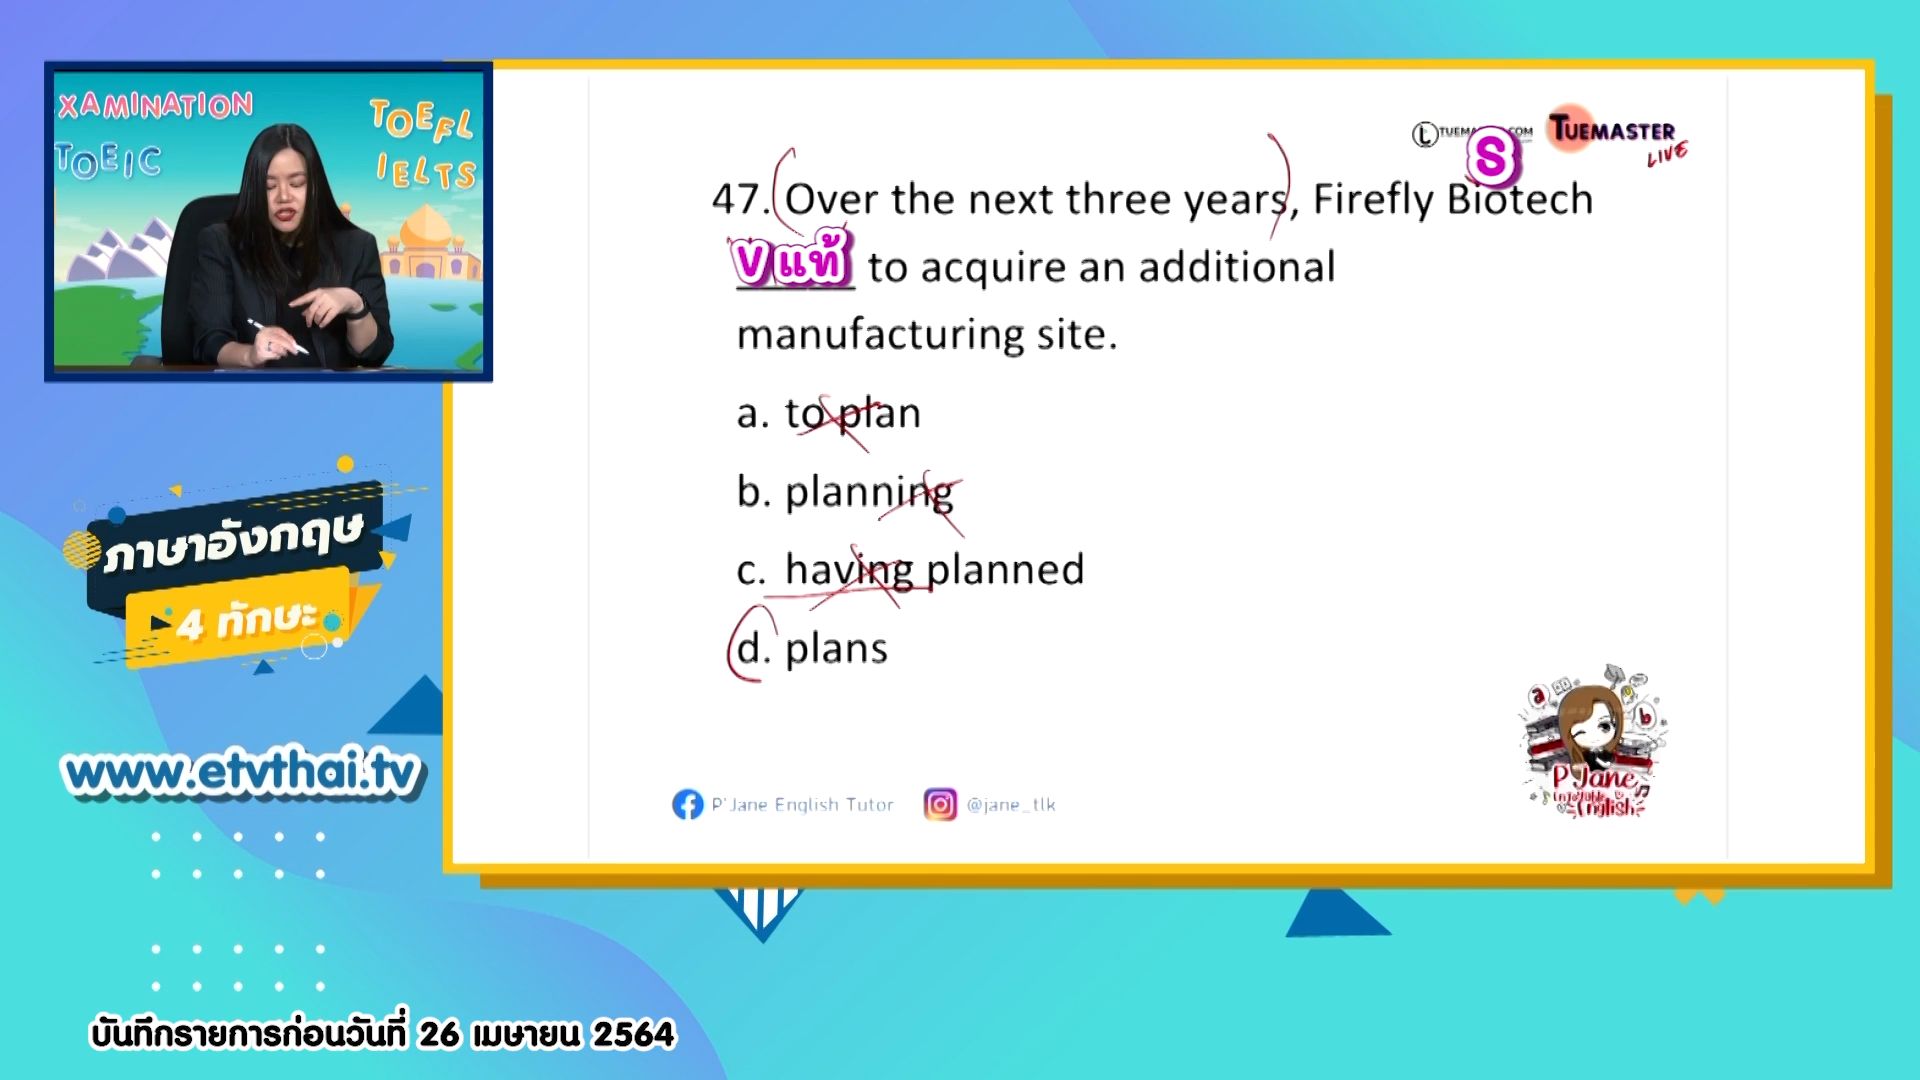 XAMINATION
TOEIC
TOEFL
IELTS
TUEMASTER
LIVE
S
47. Over the next three years, Firefly Biotech
Vแท้ to acquire an additional
manufacturing site.
a. to plan
b. planning
c. having planned
d. plans
ภาษาอังกฤษ
4 ทักษะ
www.etvthai.tv
P'Jane English Tutor
@jane_tlk
a
b
P'Jane
Enjoyable
English
บันทึกรายการก่อนวันที่ 26 เมษายน 2564